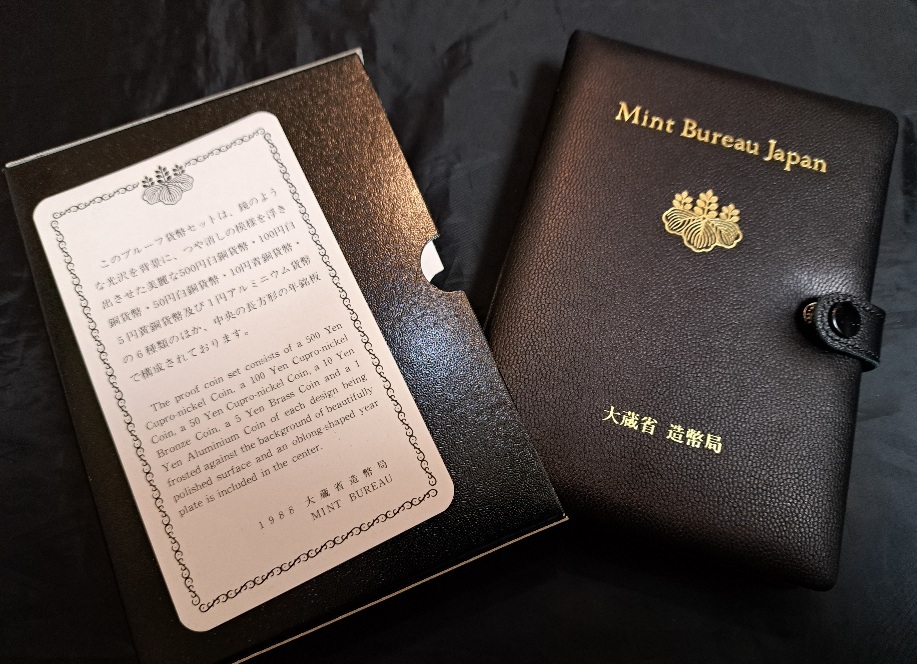 このプルーフ貨幣セットは、鏡のよう
な光沢を背景に、つや消しの模様を浮き
出させた美麗な500円白銅貨幣・100円白
銅貨幣・50円白銅貨幣・10円青銅貨幣・
5円黄銅貨幣及び1円アルミニウム貨幣
の6種類のほか、中央の長方形の年銘板
で構成されております。
The proof coin set consists of a 500 Yen
Cupro-nickel Coin, a 100 Yen Cupro-nickel
Coin, a 50 Yen Cupro-nickel Coin, a 10 Yen
Bronze Coin, a 5 Yen Brass Coin and a 1
Yen Aluminium Coin of each design being
frosted against the background of beautifully
polished surface and an oblong-shaped year
plate is included in the center.
1988 大蔵省造幣局
MINT BUREAU
Mint Bureau Japan
大蔵省 造幣局